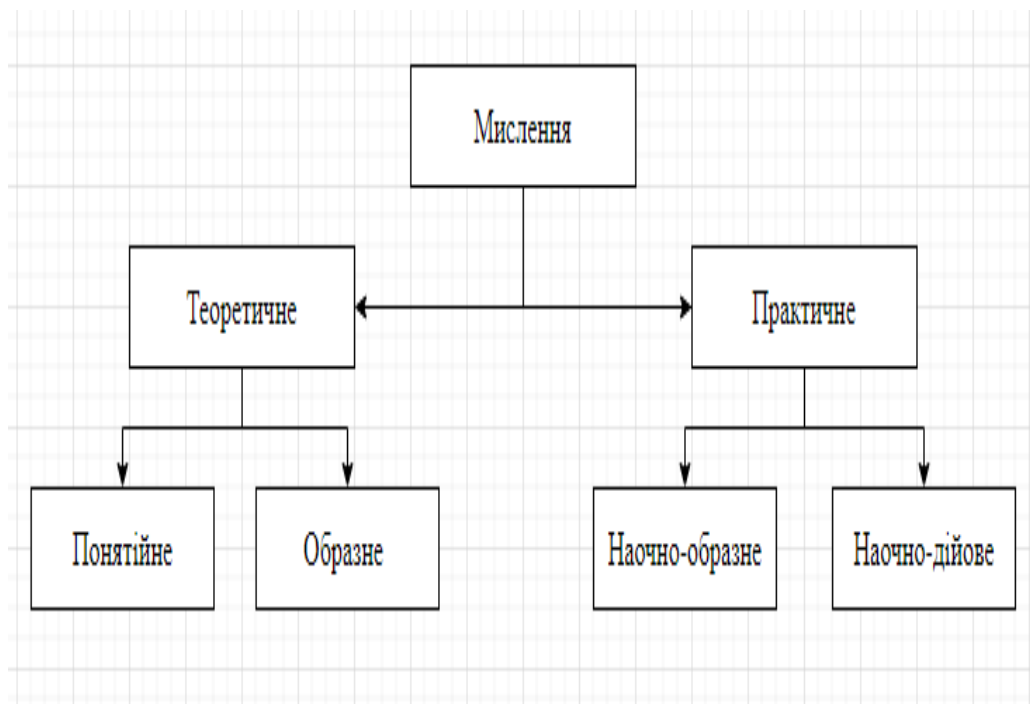 Мислення
Теоретичне
Практичне
Понятійне
Образне
Наочно-образне
Наочно-дійове